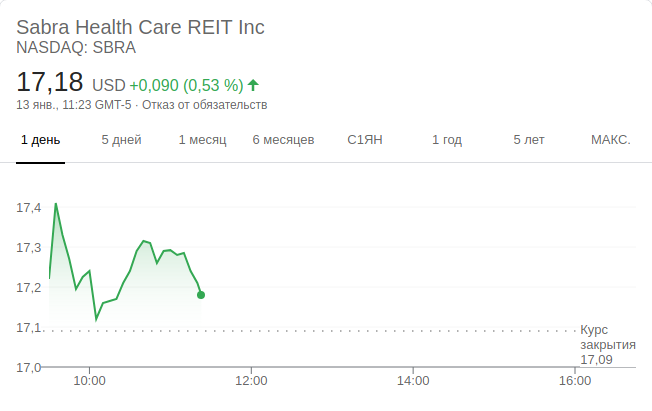 Sabra Health Care REIT Inc
NASDAQ: SBRA
17,18 USD +0,090 (0,53 %)
13 янв., 11:23 GMT-5 · Отказ от обязательств
1 день 5 дней 1 месяц 6 месяцев С1ЯН 1 год 5 лет МАКС.
17,4
17,3
17,2
17,1
17,0
Курс
закрытия
17,09
10:00 12:00 14:00 16:00